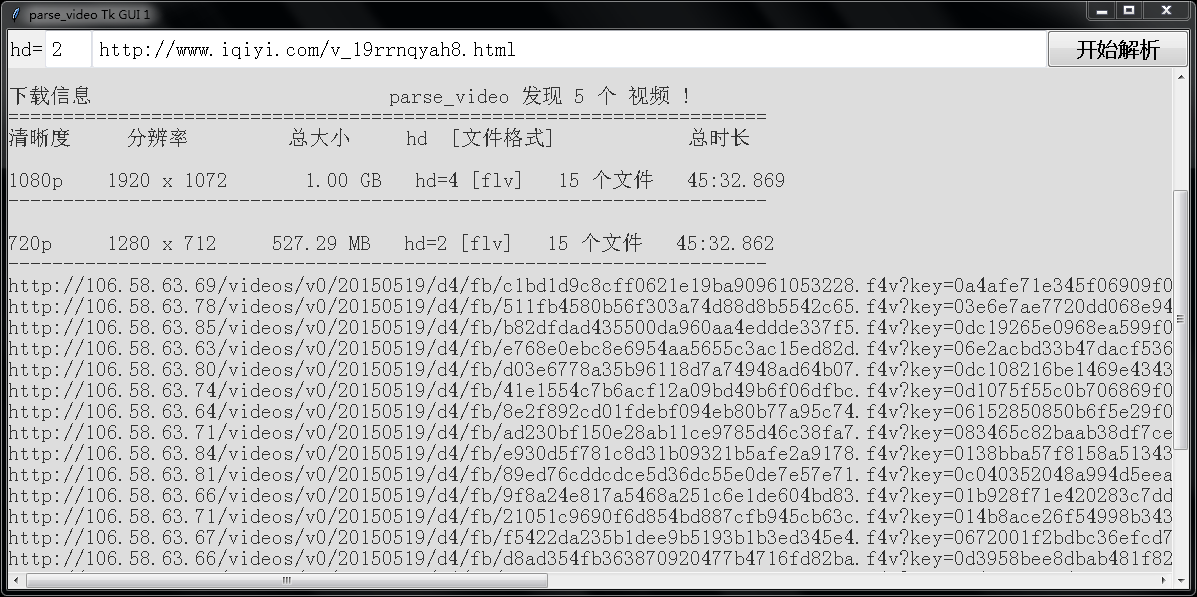 parse_video Tk GUI 1
hd= 2 http://www.iqiyi.com/v_19rrnqyah8.html 开始解析
下载信息 parse_video 发现 5 个 视频 !
======================================================================
清晰度 分辨率 总大小 hd [文件格式] 总时长
1080p 1920 x 1072 1.00 GB hd=4 [flv] 15 个文件 45:32.869
----------------------------------------------------------------------
720p 1280 x 712 527.29 MB hd=2 [flv] 15 个文件 45:32.862
----------------------------------------------------------------------
http://106.58.63.69/videos/v0/20150519/d4/fb/c1bd1d9c8cff0621e19ba90961053228.f4v?key=0a4afe71e345f06909f0
http://106.58.63.78/videos/v0/20150519/d4/fb/511fb4580b56f303a74d88d8b5542c65.f4v?key=03e6e7ae7720dd068e94
http://106.58.63.85/videos/v0/20150519/d4/fb/b82dfdad435500da960aa4eddde337f5.f4v?key=0dc19265e0968ea599f0
http://106.58.63.63/videos/v0/20150519/d4/fb/e768e0ebc8e6954aa5655c3ac15ed82d.f4v?key=06e2acbd33b47dacf536
http://106.58.63.80/videos/v0/20150519/d4/fb/d03e6778a35b96118d7a74948ad64b07.f4v?key=0dc108216be1469e4343
http://106.58.63.74/videos/v0/20150519/d4/fb/41e1554c7b6acf12a09bd49b6f06dfbc.f4v?key=0d1075f55c0b706869f0
http://106.58.63.64/videos/v0/20150519/d4/fb/8e2f892cd01fdebf094eb80b77a95c74.f4v?key=06152850850b6f5e29f0
http://106.58.63.71/videos/v0/20150519/d4/fb/ad230bf150e28ab11ce9785d46c38fa7.f4v?key=083465c82baab38df7ce
http://106.58.63.84/videos/v0/20150519/d4/fb/e930d5f781c8d31b09321b5afe2a9178.f4v?key=0138bba57f8158a51343
http://106.58.63.81/videos/v0/20150519/d4/fb/89ed76cddcdce5d36dc55e0de7e57e71.f4v?key=0c040352048a994d5eea
http://106.58.63.66/videos/v0/20150519/d4/fb/9f8a24e817a5468a251c6e1de604bd83.f4v?key=01b928f71e420283c7dd
http://106.58.63.71/videos/v0/20150519/d4/fb/21051c9690f6d854bd887cfb945cb63c.f4v?key=014b8ace26f54998b343
http://106.58.63.67/videos/v0/20150519/d4/fb/f5422da235b1dee9b5193b1b3ed345e4.f4v?key=0672001f2bdbc36efcd7
http://106.58.63.66/videos/v0/20150519/d4/fb/d8ad354fb363870920477b4716fd82ba.f4v?key=0d3958bee8dbab481f82